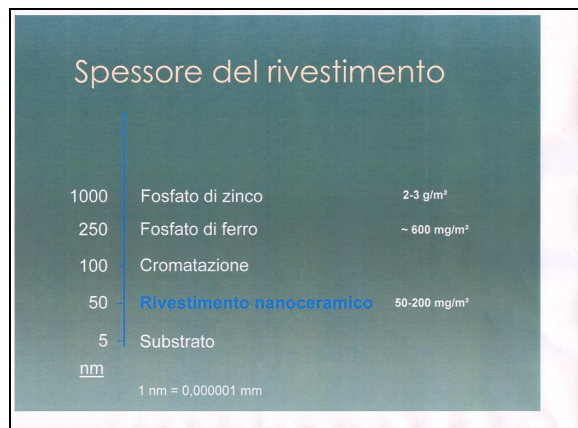 Spessore del rivestimento
1000 Fosfato di zinco 2-3 g/m²
250 Fosfato di ferro ~ 600 mg/m²
100 Cromatazione
50 Rivestimento nanoceramico 50-200 mg/m²
5 Substrato
nm
1 nm = 0,000001 mm